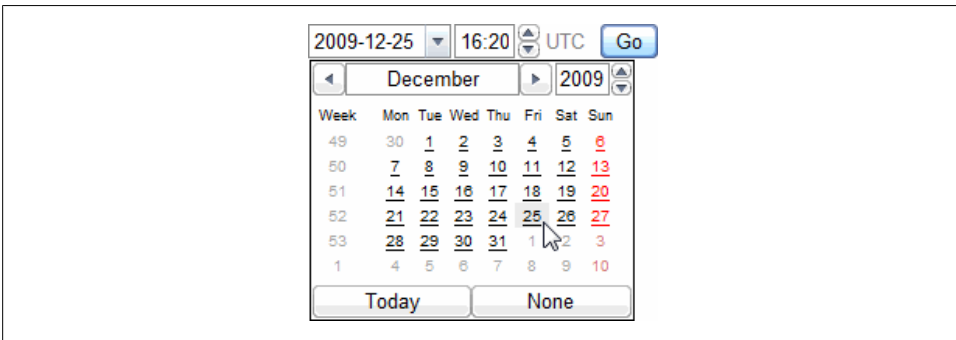 2009-12-25 16:20 UTC Go
December 2009
Week Mon Tue Wed Thu Fri Sat Sun
49 30 1 2 3 4 5 6
50 7 8 9 10 11 12 13
51 14 15 16 17 18 19 20
52 21 22 23 24 25 26 27
53 28 29 30 31 1 2 3
1 4 5 6 7 8 9 10
Today None